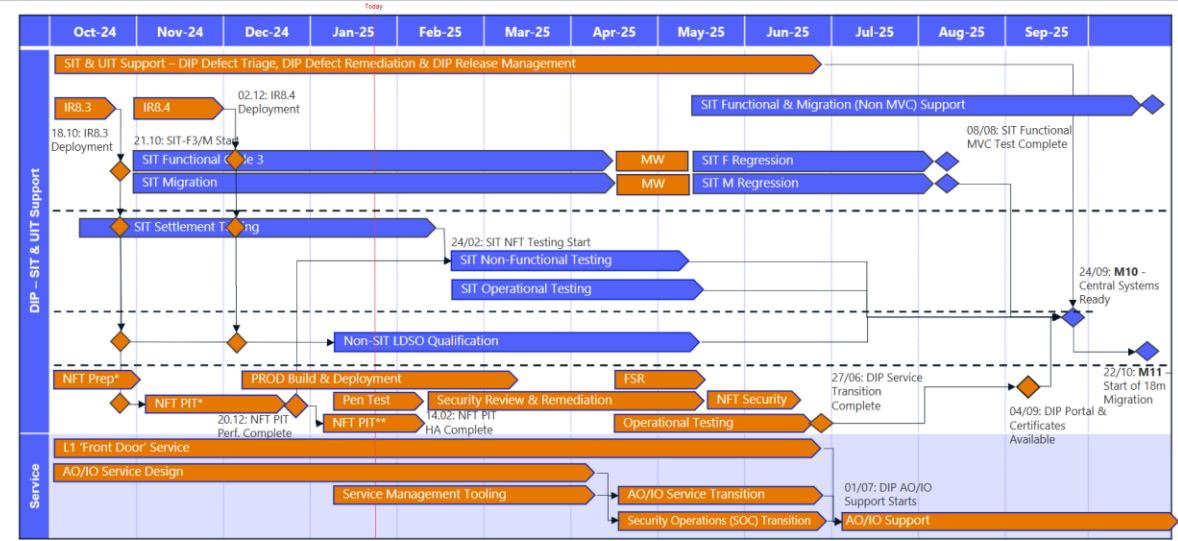 Today
Oct-24 Nov-24 Dec-24 Jan-25 Feb-25 Mar-25 Apr-25 May-25 Jun-25 Jul-25 Aug-25 Sep-25
DIP – SIT & UIT Support
SIT & UIT Support – DIP Defect Triage, DIP Defect Remediation & DIP Release Management
IR8.3
IR8.4
02.12: IR8.4
Deployment
SIT Functional & Migration (Non MVC) Support
18.10: IR8.3
Deployment
21.10: SIT-F3/M Start
08/08: SIT Functional
MVC Test Complete
SIT Functional C
le 3
MW
SIT F Regression
SIT Migration
MW
SIT M Regression
SIT Settlement T
ng
24/02: SIT NFT Testing Start
SIT Non-Functional Testing
SIT Operational Testing
24/09: M10 -
Central Systems
Ready
Non-SIT LDSO Qualification
22/10: M11 –
Start of 18m
Migration
NFT Prep*
PROD Build & Deployment
FSR
27/06: DIP Service
Transition
Complete
NFT PIT*
Pen Test
Security Review & Remediation
NFT Security
20.12: NFT PIT
Perf. Complete
NFT PIT**
14.02: NFT PIT
HA Complete
Operational Testing
04/09: DIP Portal &
Certificates
Available
Service
L1 'Front Door' Service
AO/IO Service Design
Service Management Tooling
AO/IO Service Transition
01/07: DIP AO/IO
Support Starts
Security Operations (SOC) Transition
AO/IO Support